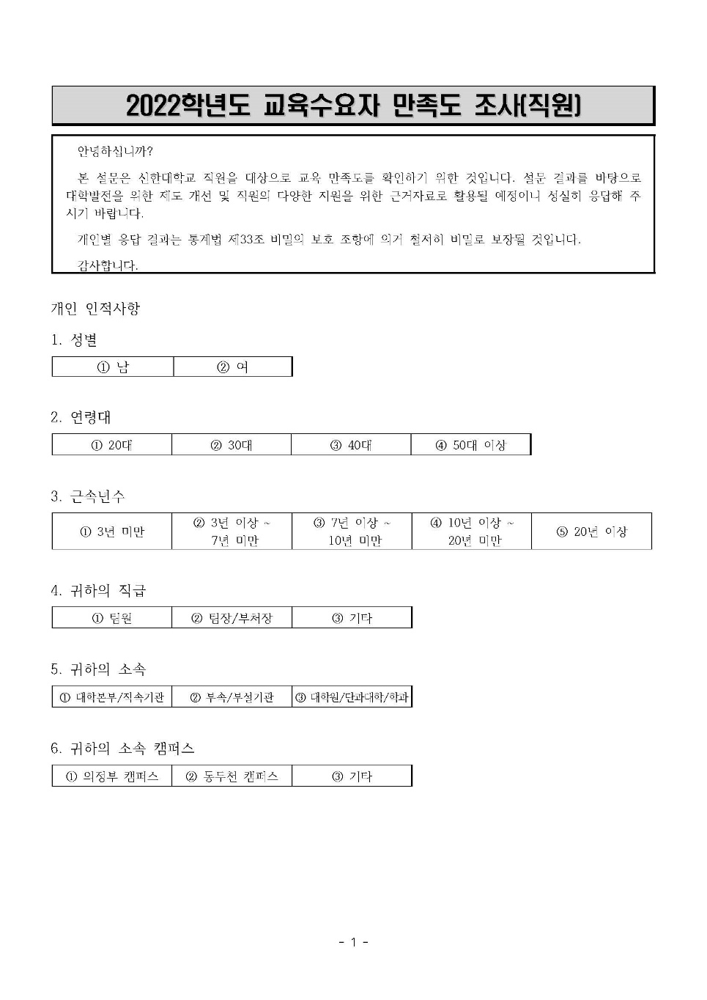 2022학년도 교육수요자 만족도 조사(직원)
안녕하십니까?
본 설문은 신한대학교 직원을 대상으로 교육 만족도를 확인하기 위한 것입니다. 설문 결과를 바탕으로
대학발전을 위한 제도 개선 및 직원의 다양한 지원을 위한 근거자료로 활용될 예정이니 성실히 응답해 주
시기 바랍니다.
개인별 응답 결과는 통계법 제33조 비밀의 보호 조항에 의거 철저히 비밀로 보장될 것입니다.
감사합니다.
개인 인적사항
1. 성별
① 남 ② 여
2. 연령대
① 20대 ② 30대 ③ 40대 ④ 50대 이상
3. 근속년수
① 3년 미만 ② 3년 이상 ~ ③ 7년 이상 ~ ④ 10년 이상 ~ ⑤ 20년 이상
7년 미만 10년 미만 20년 미만
4. 귀하의 직급
① 팀원 ② 팀장/부처장 ③ 기타
5. 귀하의 소속
① 대학본부/직속기관 ② 부속/부설기관 ③ 대학원/단과대학/학과
6. 귀하의 소속 캠퍼스
① 의정부 캠퍼스 ② 동두천 캠퍼스 ③ 기타
- 1 -